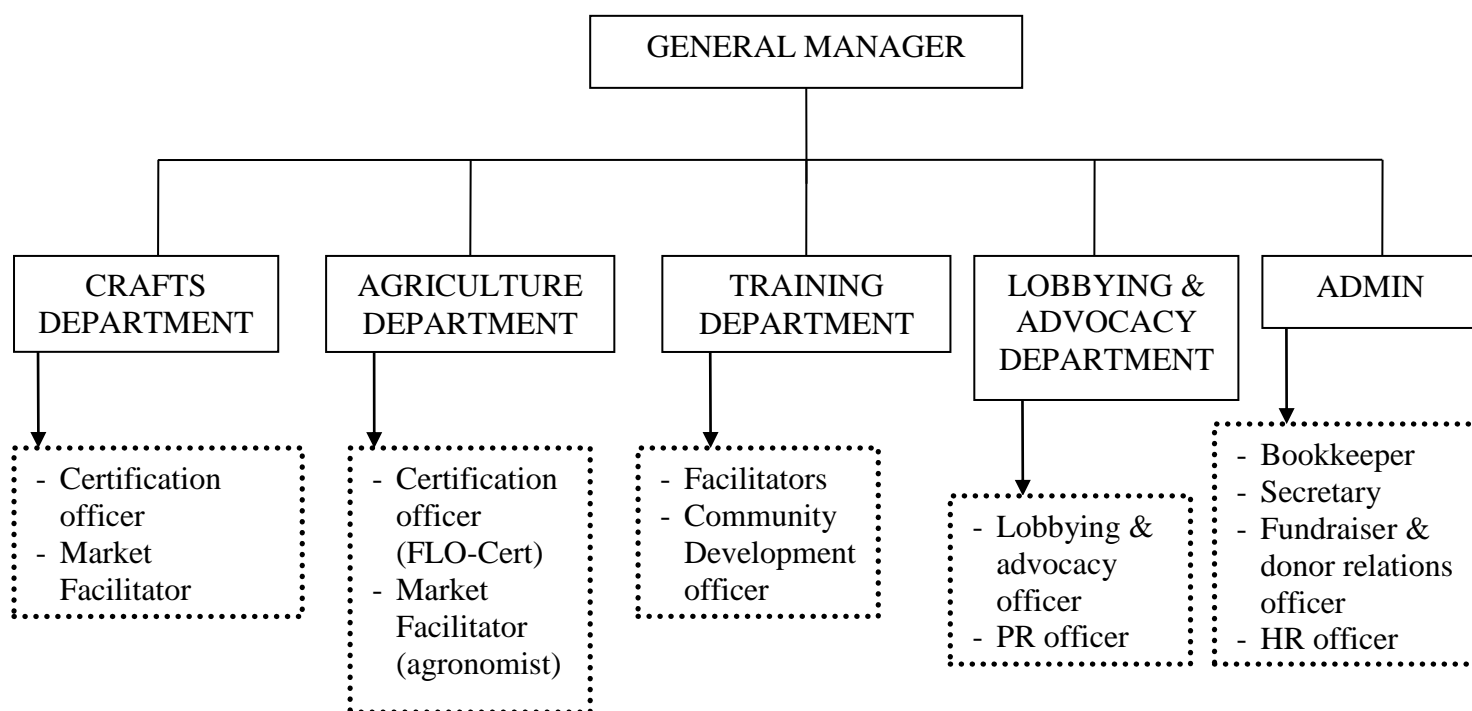 GENERAL MANAGER
CRAFTS
DEPARTMENT
AGRICULTURE
DEPARTMENT
TRAINING
DEPARTMENT
LOBBYING &
ADVOCACY
DEPARTMENT
ADMIN
- Certification
officer
- Market
Facilitator
- Certification
officer
(FLO-Cert)
- Market
Facilitator
(agronomist)
- Facilitators
- Community
Development
officer
- Lobbying &
advocacy
officer
- PR officer
- Bookkeeper
- Secretary
- Fundraiser &
donor relations
officer
- HR officer